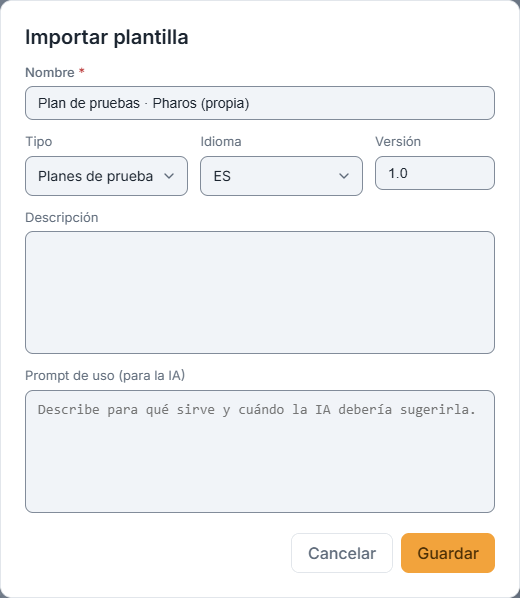 Importar plantilla
Nombre *
Plan de pruebas · Pharos (propia)
Tipo
Idioma
Versión
Planes de prueba
ES
1.0
Descripción
Prompt de uso (para la IA)
Describe para qué sirve y cuándo la IA debería sugerirla.
Cancelar
Guardar